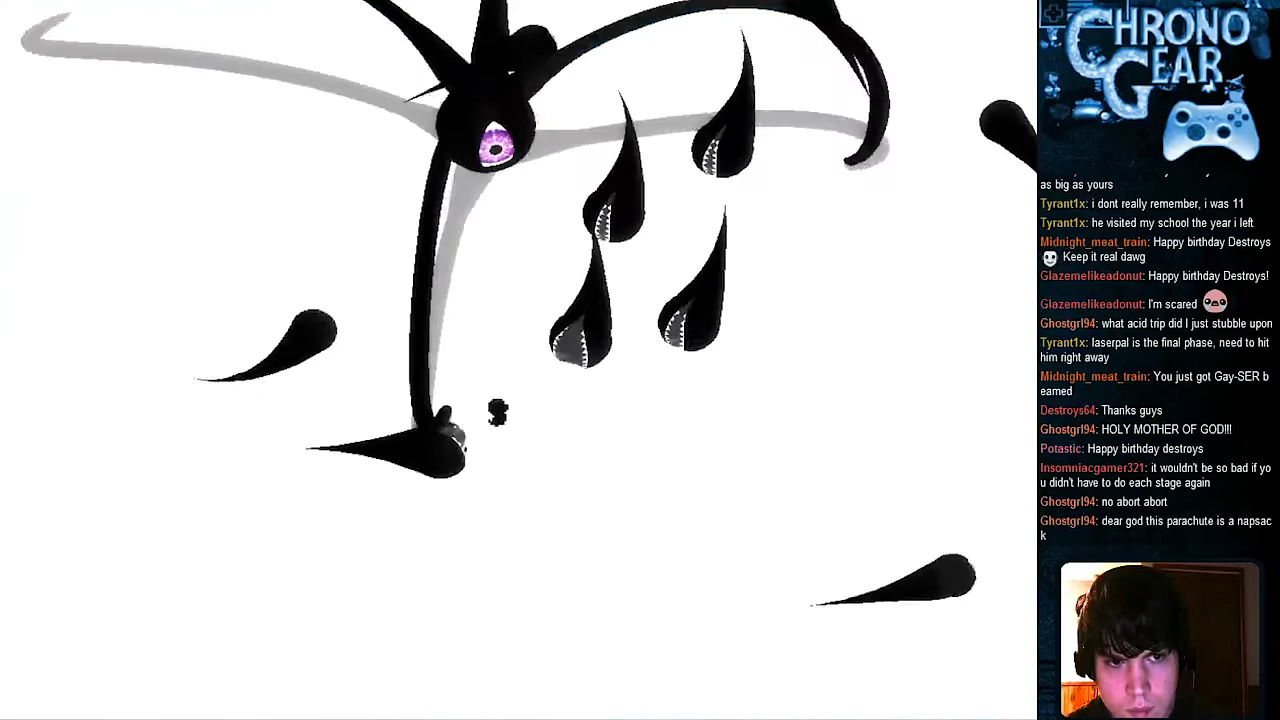 CHRONO
GEAR
as big as yours
Tyrant1x: i dont really remember, i was 11
Tyrant1x: he visited my school the year i left
Midnight_meat_train: Happy birthday Destroys
Keep it real dawg
Glazemelikeadonut: Happy birthday Destroys!
Glazemelikeadonut: I'm scared
Ghostgrl94: what acid trip did I just stubble upon
Tyrant1x: laserpal is the final phase, need to hit
him right away
Midnight_meat_train: You just got Gay-SER b
eamed
Destroys64: Thanks guys
Ghostgrl94: HOLY MOTHER OF GOD!!!
Potastic: Happy birthday destroys
Insomniacgamer321: it wouldn't be so bad if yo
u didn't have to do each stage again
Ghostgrl94: no abort abort
Ghostgrl94: dear god this parachute is a napsac
k